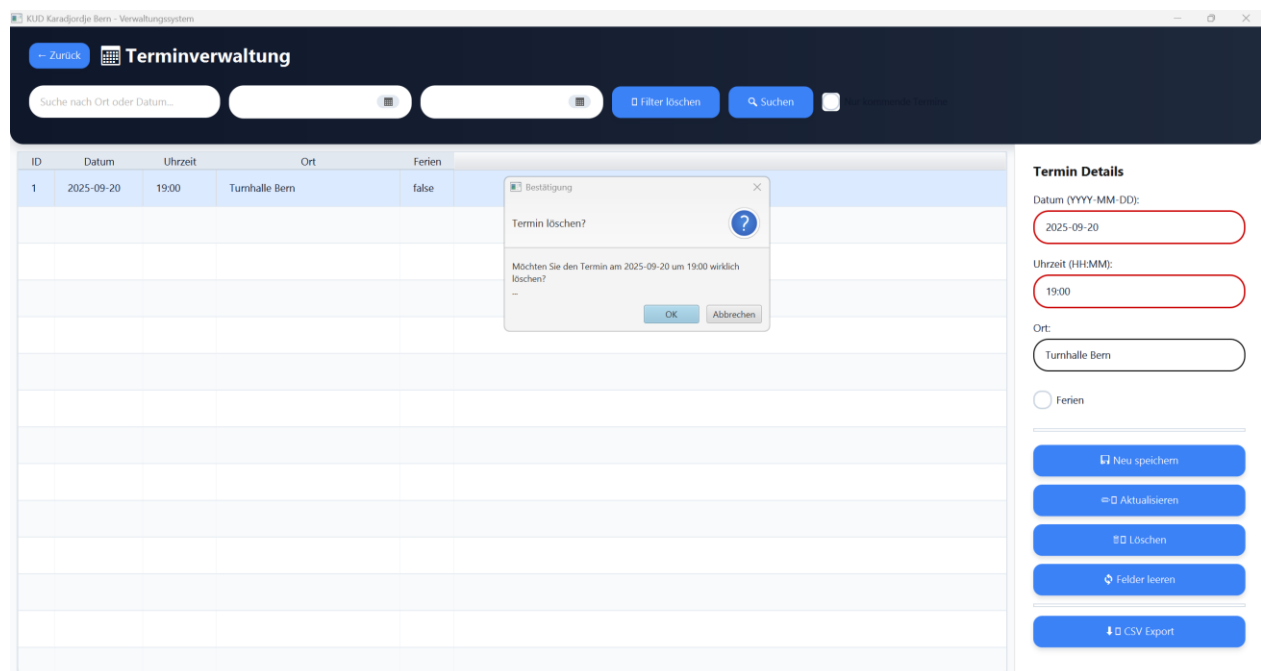 KUD Karadjordje Bern - Verwaltungssystem
← Zurück Terminverwaltung
Suche nach Ort oder Datum... Filter löschen Suchen Nur kommende Termine
ID Datum Uhrzeit Ort Ferien
1 2025-09-20 19:00 Turnhalle Bern false
Bestätigung
Termin löschen?
Möchten Sie den Termin am 2025-09-20 um 19:00 wirklich
löschen?
...
OK Abbrechen
Termin Details
Datum (YYYY-MM-DD):
2025-09-20
Uhrzeit (HH:MM):
19:00
Ort:
Turnhalle Bern
Ferien
Neu speichern
Aktualisieren
Löschen
Felder leeren
CSV Export